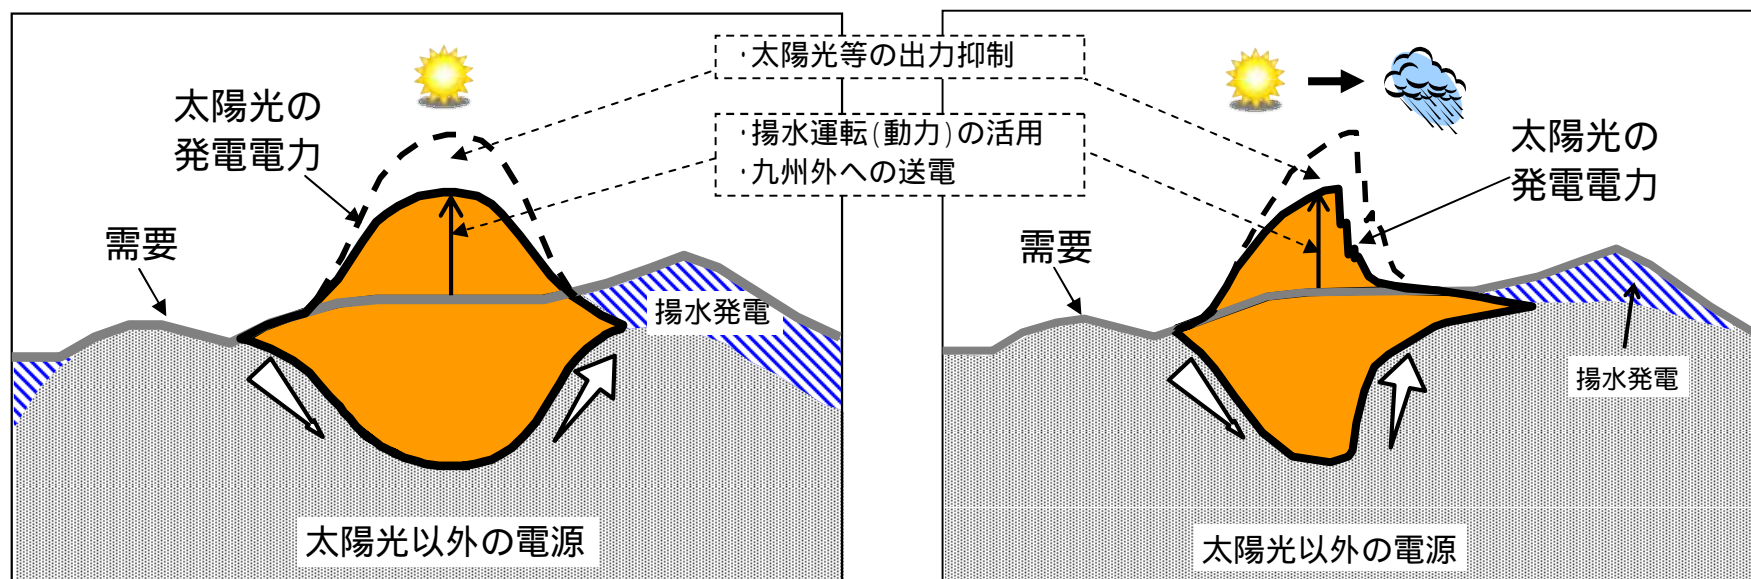 ・太陽光等の出力抑制
・揚水運転(動力)の活用
・九州外への送電
太陽光の
発電電力
需要
揚水発電
太陽光以外の電源
太陽光の
発電電力
需要
揚水発電
太陽光以外の電源